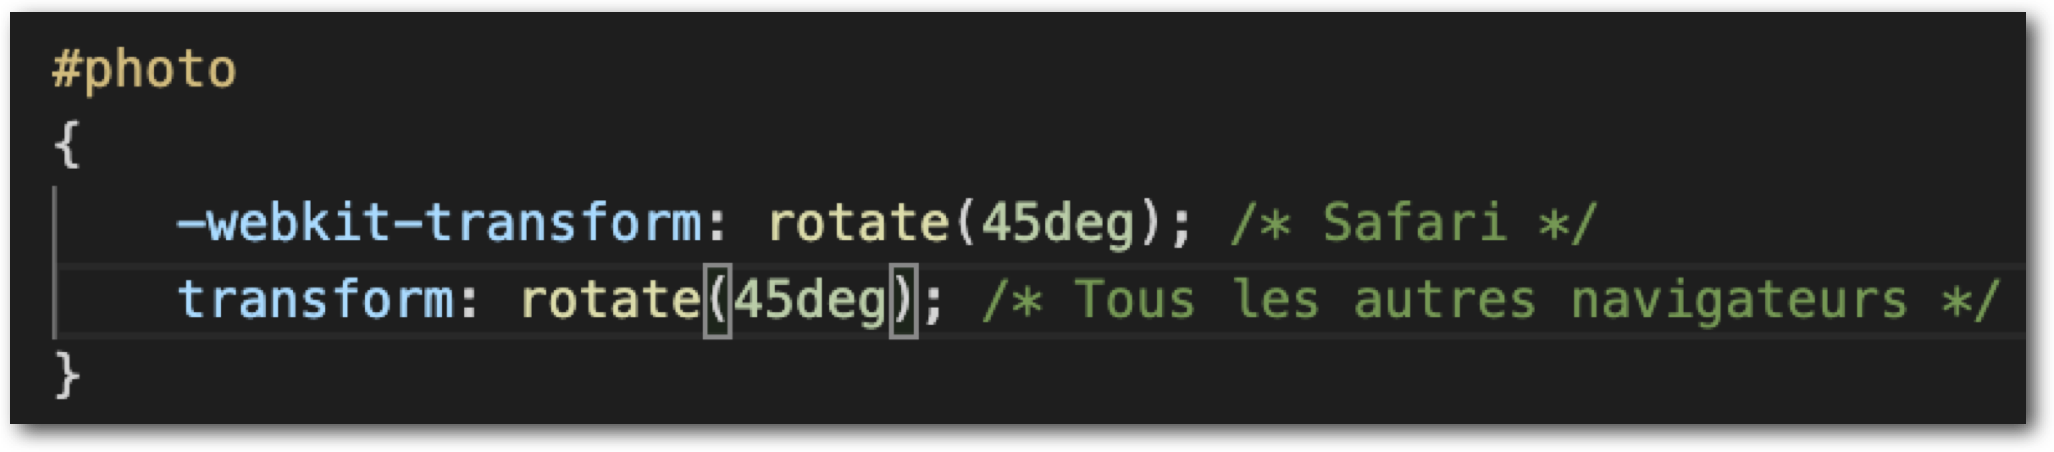 #photo
{
-webkit-transform: rotate(45deg); /* Safari */
transform: rotate(45deg); /* Tous les autres navigateurs */
}